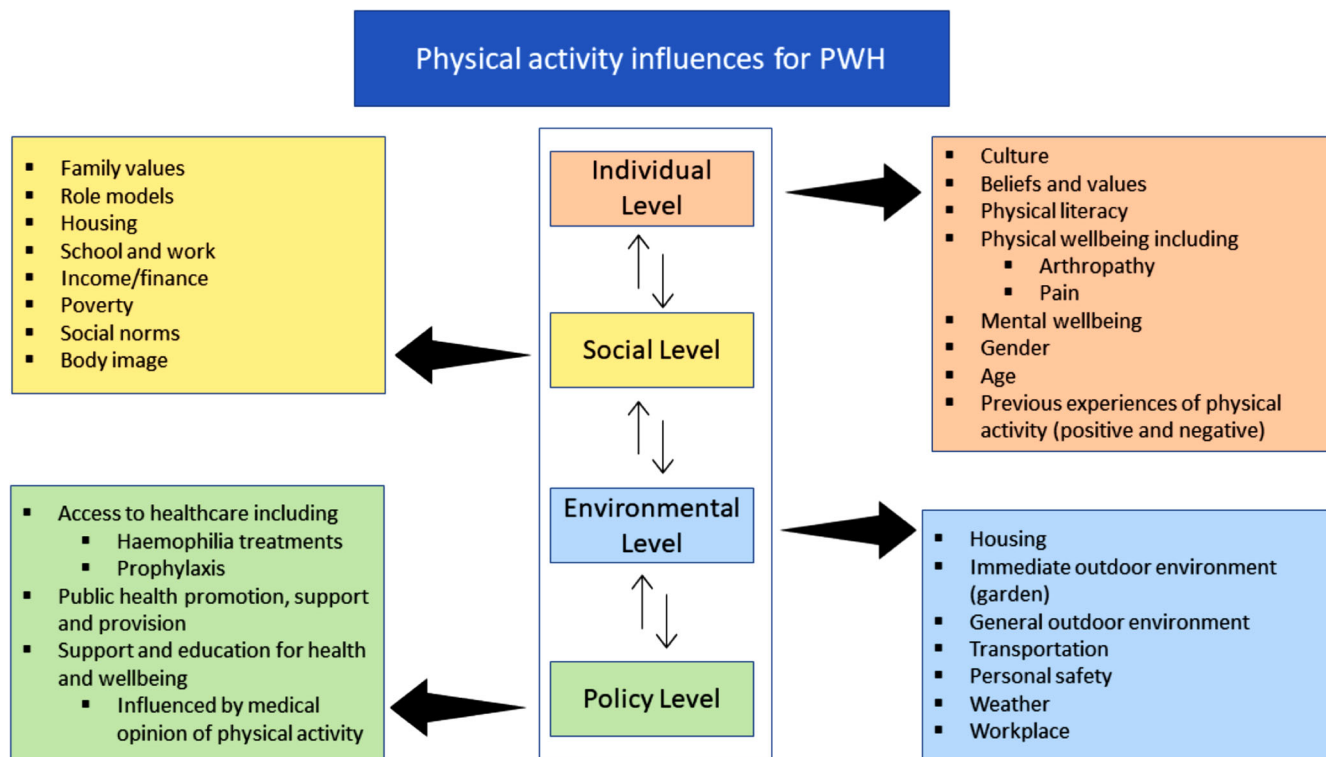 Physical activity influences for PWH
▪ Family values
▪ Role models
▪ Housing
▪ School and work
▪ Income/finance
▪ Poverty
▪ Social norms
▪ Body image
Individual
Level
Social Level
Environmental
Level
Policy Level
▪ Culture
▪ Beliefs and values
▪ Physical literacy
▪ Physical wellbeing including
▪ Arthropathy
▪ Pain
▪ Mental wellbeing
▪ Gender
▪ Age
▪ Previous experiences of physical
activity (positive and negative)
▪ Access to healthcare including
▪ Haemophilia treatments
▪ Prophylaxis
▪ Public health promotion, support
and provision
▪ Support and education for health
and wellbeing
▪ Influenced by medical
opinion of physical activity
▪ Housing
▪ Immediate outdoor environment
(garden)
▪ General outdoor environment
▪ Transportation
▪ Personal safety
▪ Weather
▪ Workplace